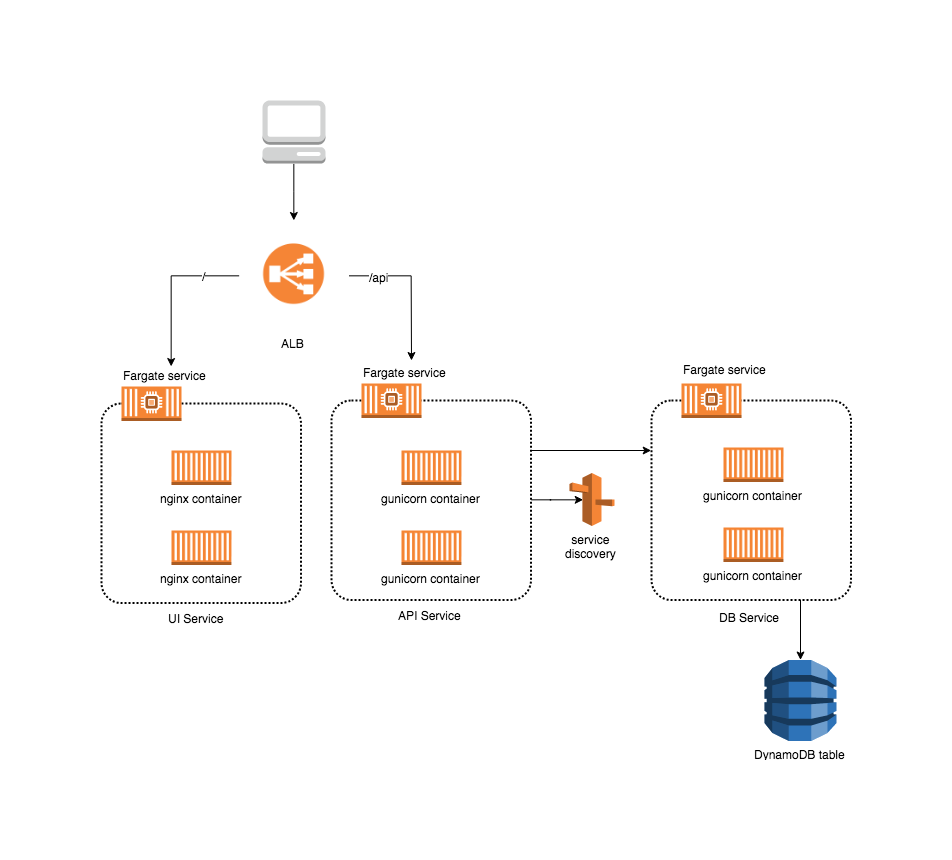 /
/api
ALB
Fargate service
Fargate service
Fargate service
nginx container
nginx container
UI Service
gunicorn container
gunicorn container
API Service
service
discovery
gunicorn container
gunicorn container
DB Service
DynamoDB table